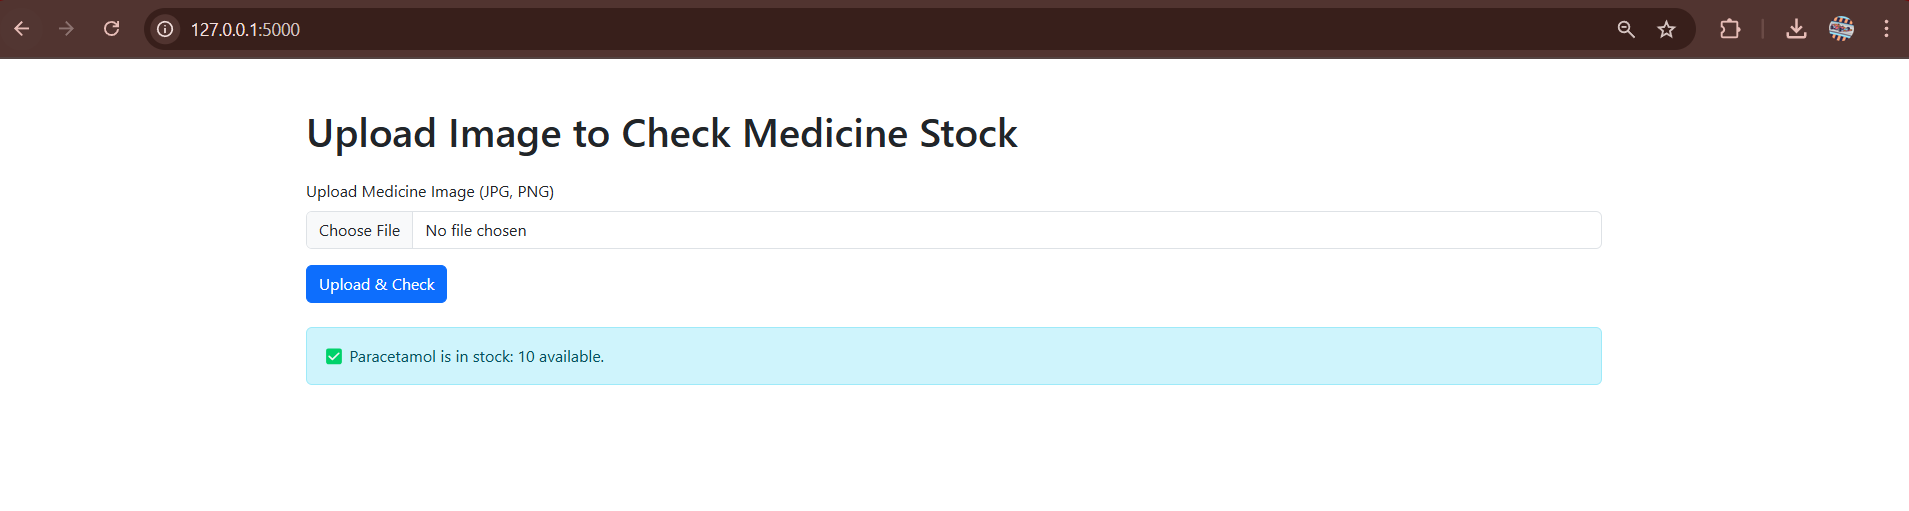 127.0.0.1:5000
Upload Image to Check Medicine Stock
Upload Medicine Image (JPG, PNG)
Choose File No file chosen
Upload & Check
✅ Paracetamol is in stock: 10 available.